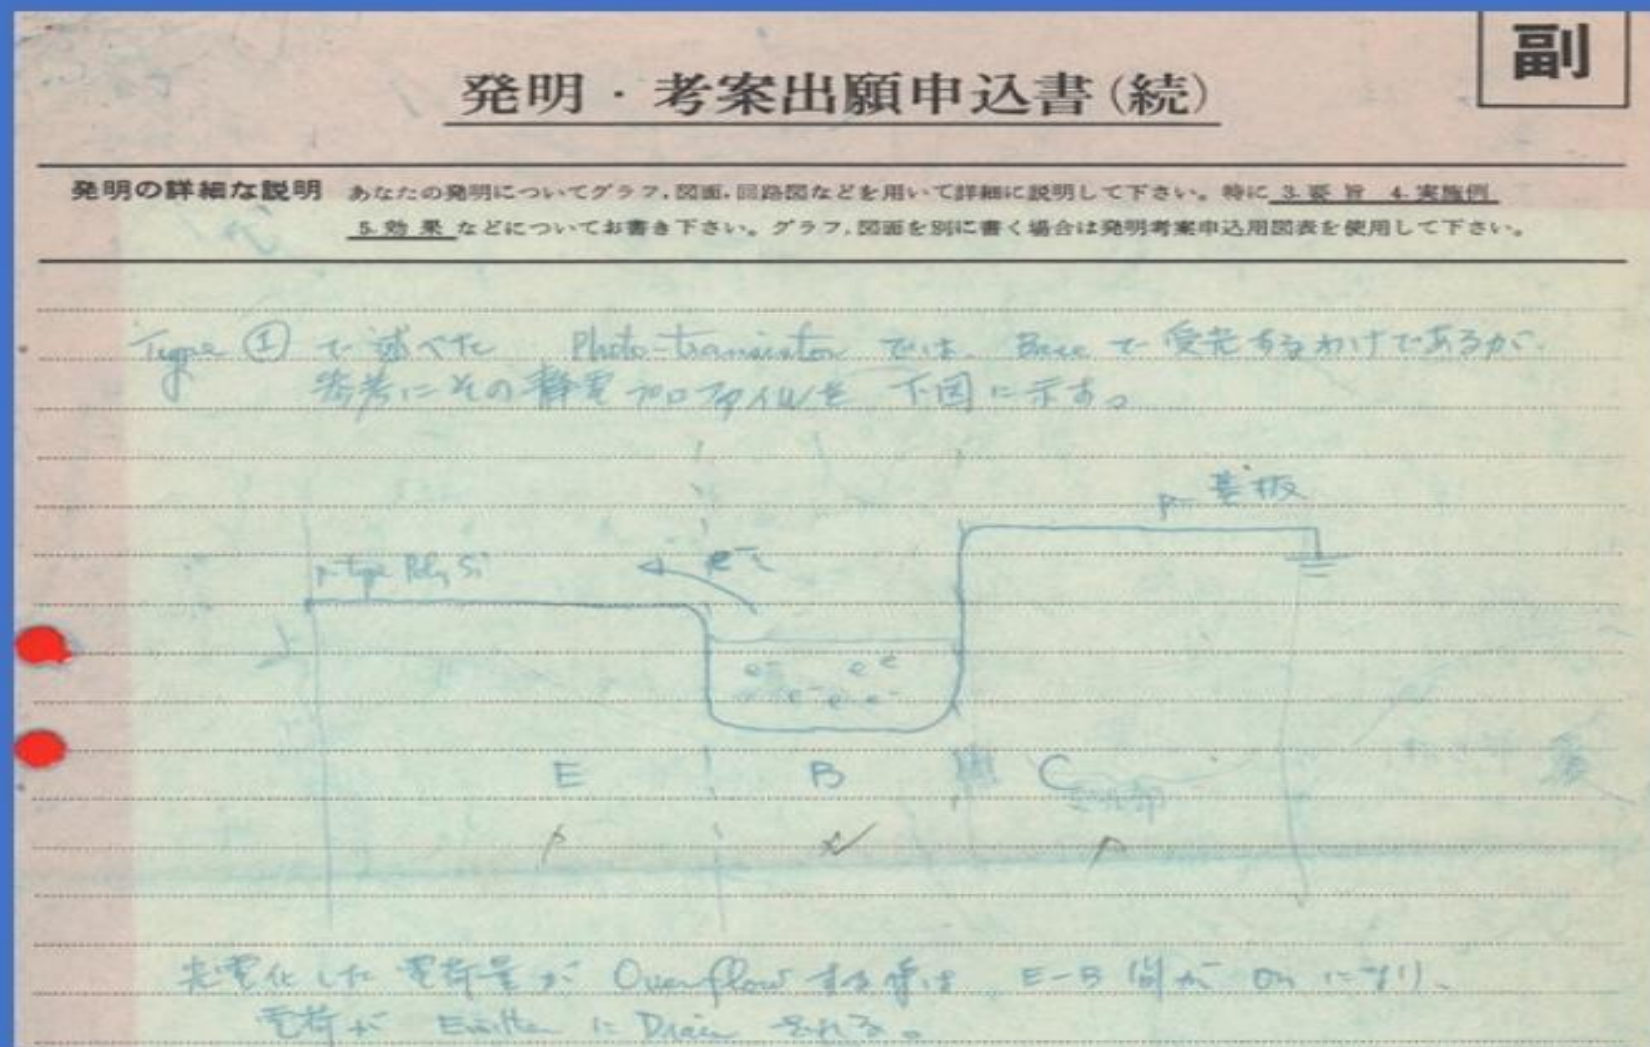 副
発明・考案出願申込書(続)
発明の詳細な説明 あなたの発明についてグラフ,図面,回路図などを用いて詳細に説明して下さい。特に 3.要旨 4.実施例
5.効果などについてお書き下さい。グラフ,図面を別に書く場合は発明考案申込用図表を使用して下さい。
Type ① で述べた Photo-transistor では、Base で受光するわけであるが、
参考にその静電プロファイルを 下図に示す。
p-基板
p-type Poly Si
e⁻
e⁻ e⁻ e e e⁻
E B C
光電化した電荷量が Overflow する事は E-B 間が On になり、
電荷が Emitter に Drain される。